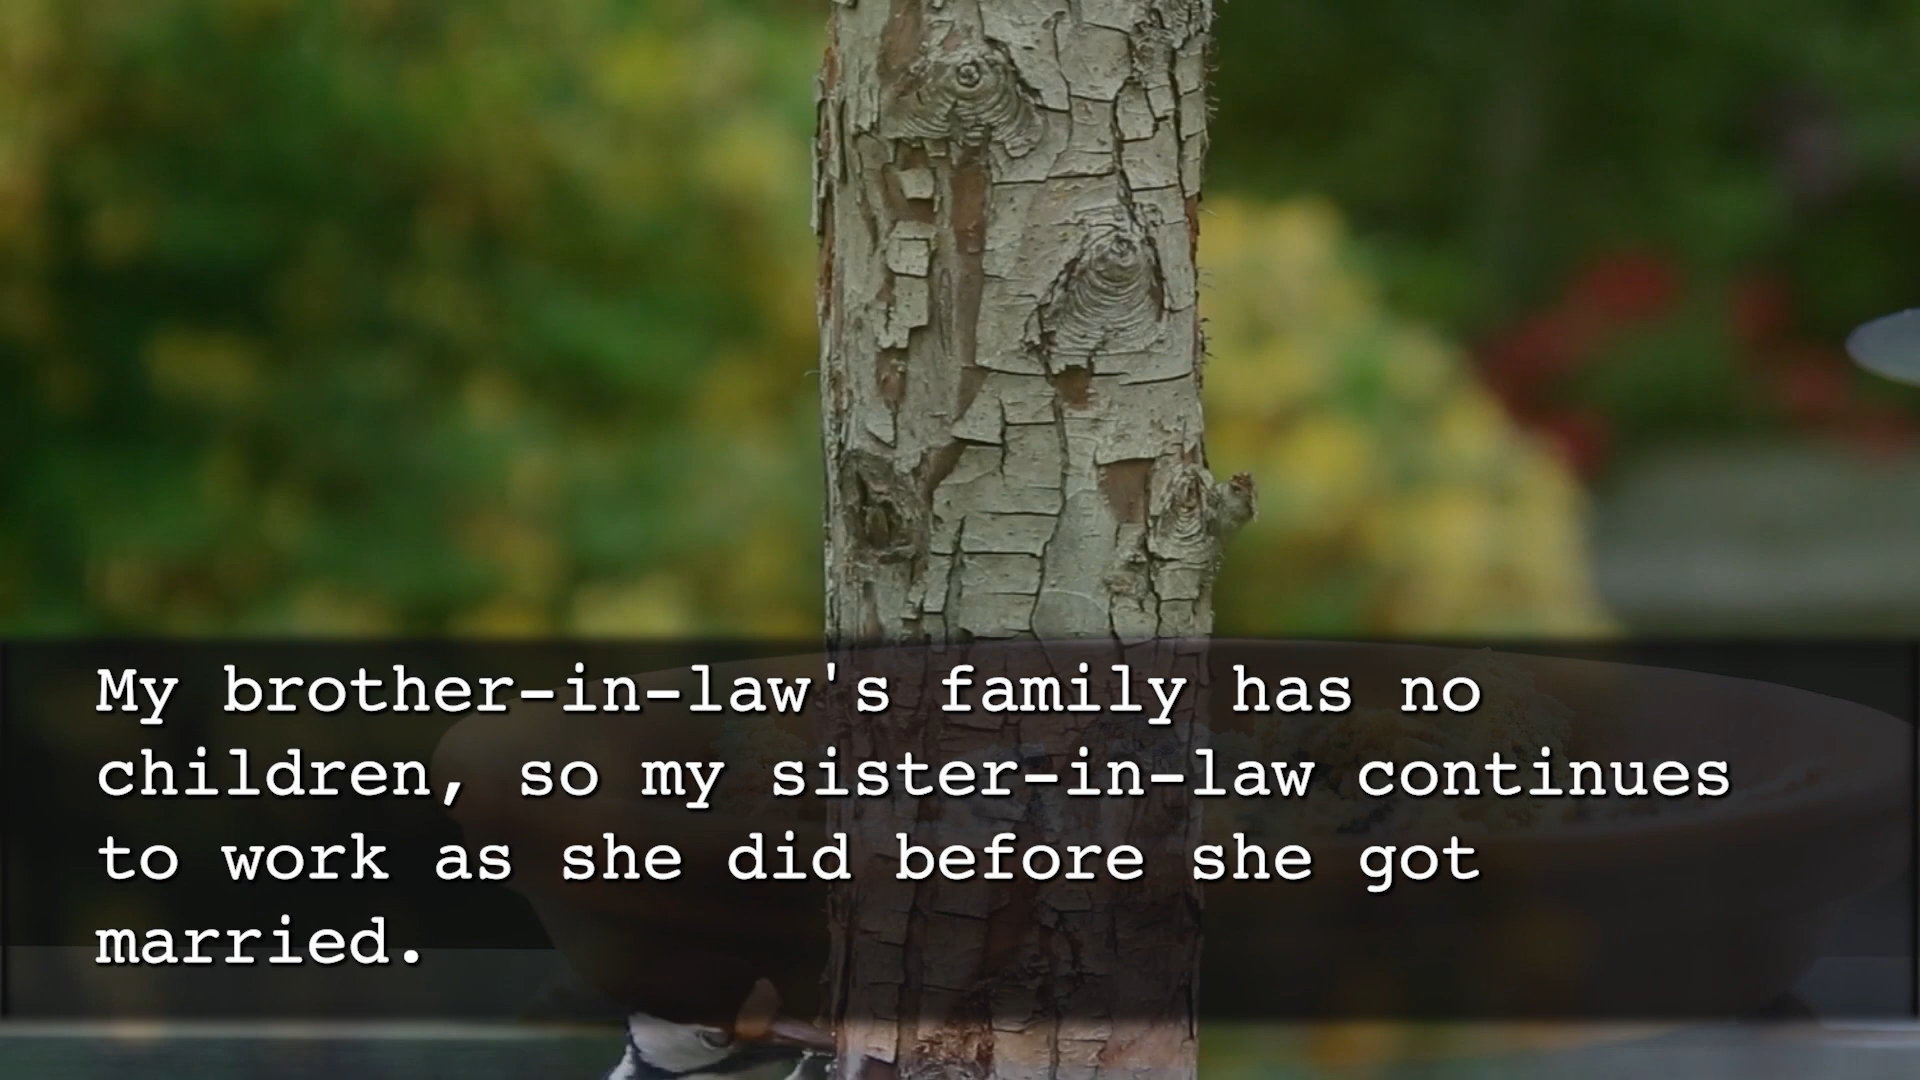 My brother-in-law's family has no
children, so my sister-in-law continues
to work as she did before she got
married.